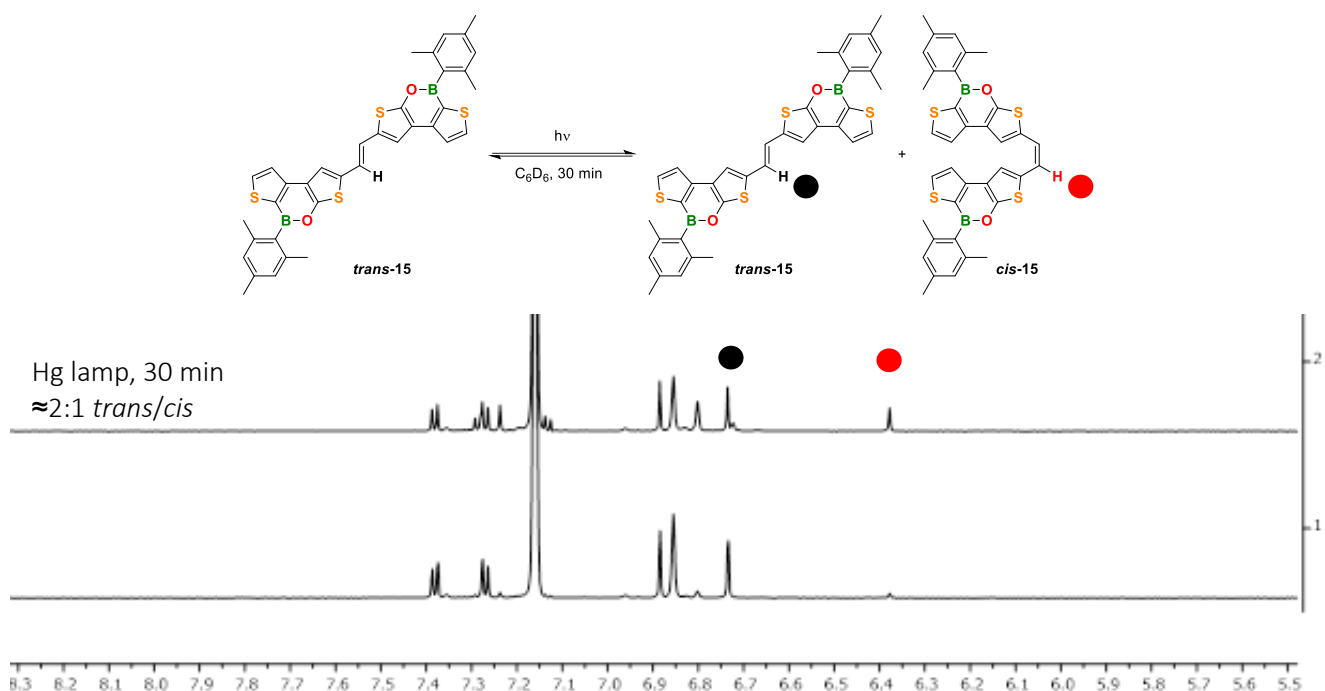 O B S S
S B O
H
trans-15
hν
C6D6, 30 min
O B S S
S B O
H
trans-15
+
B O S S
S S B O
H
cis-15
Hg lamp, 30 min
≈2:1 trans/cis
2
1
8.3 8.2 8.1 8.0 7.9 7.8 7.7 7.6 7.5 7.4 7.3 7.2 7.1 7.0 6.9 6.8 6.7 6.6 6.5 6.4 6.3 6.2 6.1 6.0 5.9 5.8 5.7 5.6 5.5